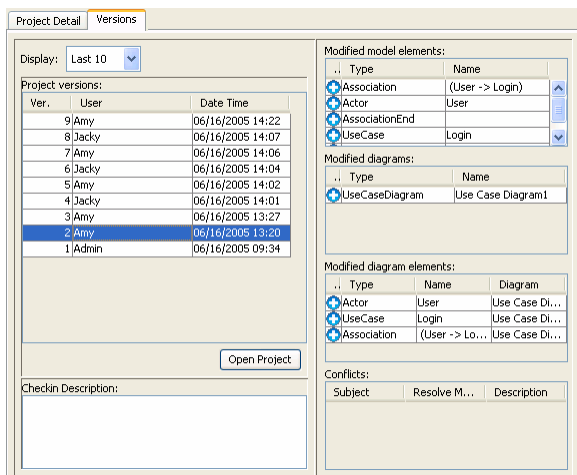 Project Detail Versions
Display: Last 10
Project versions:
Ver. User Date Time
9 Amy 06/16/2005 14:22
8 Jacky 06/16/2005 14:07
7 Amy 06/16/2005 14:06
6 Jacky 06/16/2005 14:04
5 Amy 06/16/2005 14:02
4 Jacky 06/16/2005 14:01
3 Amy 06/16/2005 13:27
2 Amy 06/16/2005 13:20
1 Admin 06/16/2005 09:34
Open Project
Checkin Description:
Modified model elements:
.. Type Name
Association (User -> Login)
Actor User
AssociationEnd
UseCase Login
Modified diagrams:
.. Type Name
UseCaseDiagram Use Case Diagram1
Modified diagram elements:
.. Type Name Diagram
Actor User Use Case Di...
UseCase Login Use Case Di...
Association (User -> Lo... Use Case Di...
Conflicts:
Subject Resolve M... Description